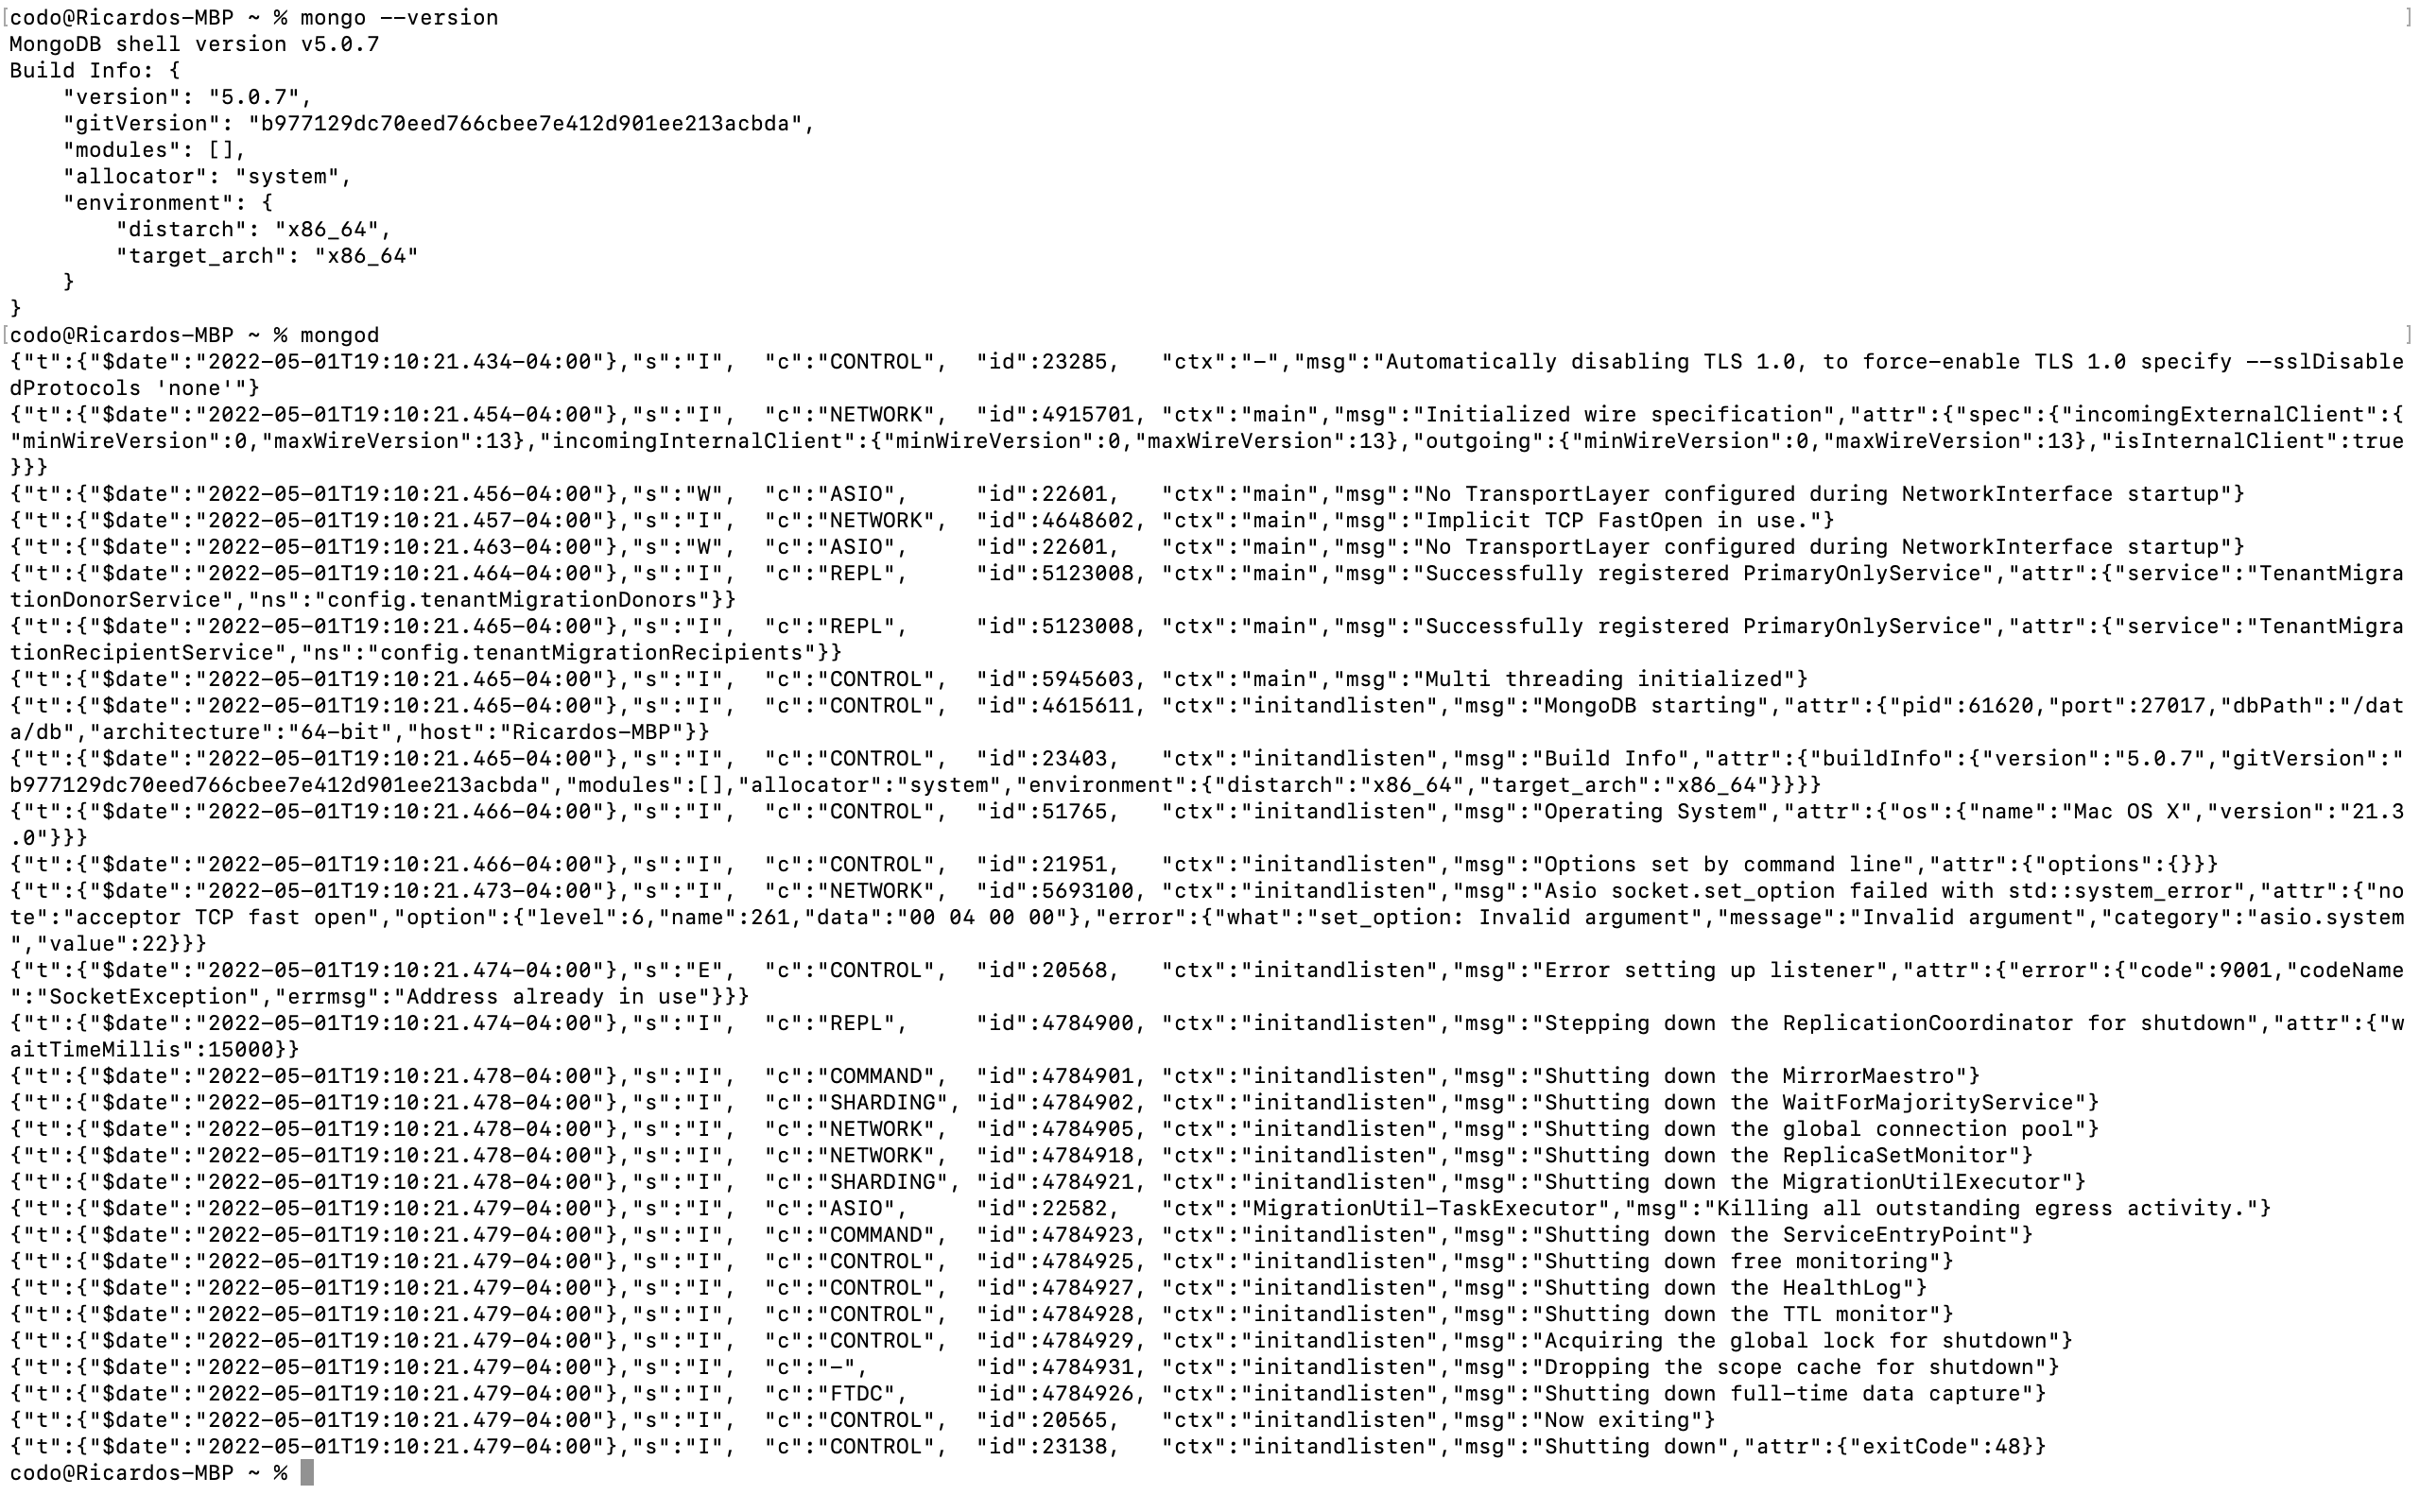 [codo@Ricardos-MBP ~ % mongo --version ]
MongoDB shell version v5.0.7
Build Info: {
    "version": "5.0.7",
    "gitVersion": "b977129dc70eed766cbee7e412d901ee213acbda",
    "modules": [],
    "allocator": "system",
    "environment": {
        "distarch": "x86_64",
        "target_arch": "x86_64"
    }
}
[codo@Ricardos-MBP ~ % mongod ]
{"t":{"$date":"2022-05-01T19:10:21.434-04:00"},"s":"I",  "c":"CONTROL",  "id":23285,   "ctx":"-","msg":"Automatically disabling TLS 1.0, to force-enable TLS 1.0 specify --sslDisable
dProtocols 'none'"}
{"t":{"$date":"2022-05-01T19:10:21.454-04:00"},"s":"I",  "c":"NETWORK",  "id":4915701, "ctx":"main","msg":"Initialized wire specification","attr":{"spec":{"incomingExternalClient":{
"minWireVersion":0,"maxWireVersion":13},"incomingInternalClient":{"minWireVersion":0,"maxWireVersion":13},"outgoing":{"minWireVersion":0,"maxWireVersion":13},"isInternalClient":true
}}}
{"t":{"$date":"2022-05-01T19:10:21.456-04:00"},"s":"W",  "c":"ASIO",     "id":22601,   "ctx":"main","msg":"No TransportLayer configured during NetworkInterface startup"}
{"t":{"$date":"2022-05-01T19:10:21.457-04:00"},"s":"I",  "c":"NETWORK",  "id":4648602, "ctx":"main","msg":"Implicit TCP FastOpen in use."}
{"t":{"$date":"2022-05-01T19:10:21.463-04:00"},"s":"W",  "c":"ASIO",     "id":22601,   "ctx":"main","msg":"No TransportLayer configured during NetworkInterface startup"}
{"t":{"$date":"2022-05-01T19:10:21.464-04:00"},"s":"I",  "c":"REPL",     "id":5123008, "ctx":"main","msg":"Successfully registered PrimaryOnlyService","attr":{"service":"TenantMigra
tionDonorService","ns":"config.tenantMigrationDonors"}}
{"t":{"$date":"2022-05-01T19:10:21.465-04:00"},"s":"I",  "c":"REPL",     "id":5123008, "ctx":"main","msg":"Successfully registered PrimaryOnlyService","attr":{"service":"TenantMigra
tionRecipientService","ns":"config.tenantMigrationRecipients"}}
{"t":{"$date":"2022-05-01T19:10:21.465-04:00"},"s":"I",  "c":"CONTROL",  "id":5945603, "ctx":"main","msg":"Multi threading initialized"}
{"t":{"$date":"2022-05-01T19:10:21.465-04:00"},"s":"I",  "c":"CONTROL",  "id":4615611, "ctx":"initandlisten","msg":"MongoDB starting","attr":{"pid":61620,"port":27017,"dbPath":"/dat
a/db","architecture":"64-bit","host":"Ricardos-MBP"}}
{"t":{"$date":"2022-05-01T19:10:21.465-04:00"},"s":"I",  "c":"CONTROL",  "id":23403,   "ctx":"initandlisten","msg":"Build Info","attr":{"buildInfo":{"version":"5.0.7","gitVersion":"
b977129dc70eed766cbee7e412d901ee213acbda","modules":[],"allocator":"system","environment":{"distarch":"x86_64","target_arch":"x86_64"}}}}
{"t":{"$date":"2022-05-01T19:10:21.466-04:00"},"s":"I",  "c":"CONTROL",  "id":51765,   "ctx":"initandlisten","msg":"Operating System","attr":{"os":{"name":"Mac OS X","version":"21.3
.0"}}}
{"t":{"$date":"2022-05-01T19:10:21.466-04:00"},"s":"I",  "c":"CONTROL",  "id":21951,   "ctx":"initandlisten","msg":"Options set by command line","attr":{"options":{}}}
{"t":{"$date":"2022-05-01T19:10:21.473-04:00"},"s":"I",  "c":"NETWORK",  "id":5693100, "ctx":"initandlisten","msg":"Asio socket.set_option failed with std::system_error","attr":{"no
te":"acceptor TCP fast open","option":{"level":6,"name":261,"data":"00 04 00 00"},"error":{"what":"set_option: Invalid argument","message":"Invalid argument","category":"asio.system
","value":22}}}
{"t":{"$date":"2022-05-01T19:10:21.474-04:00"},"s":"E",  "c":"CONTROL",  "id":20568,   "ctx":"initandlisten","msg":"Error setting up listener","attr":{"error":{"code":9001,"codeName
":"SocketException","errmsg":"Address already in use"}}}
{"t":{"$date":"2022-05-01T19:10:21.474-04:00"},"s":"I",  "c":"REPL",     "id":4784900, "ctx":"initandlisten","msg":"Stepping down the ReplicationCoordinator for shutdown","attr":{"w
aitTimeMillis":15000}}
{"t":{"$date":"2022-05-01T19:10:21.478-04:00"},"s":"I",  "c":"COMMAND",  "id":4784901, "ctx":"initandlisten","msg":"Shutting down the MirrorMaestro"}
{"t":{"$date":"2022-05-01T19:10:21.478-04:00"},"s":"I",  "c":"SHARDING", "id":4784902, "ctx":"initandlisten","msg":"Shutting down the WaitForMajorityService"}
{"t":{"$date":"2022-05-01T19:10:21.478-04:00"},"s":"I",  "c":"NETWORK",  "id":4784905, "ctx":"initandlisten","msg":"Shutting down the global connection pool"}
{"t":{"$date":"2022-05-01T19:10:21.478-04:00"},"s":"I",  "c":"NETWORK",  "id":4784918, "ctx":"initandlisten","msg":"Shutting down the ReplicaSetMonitor"}
{"t":{"$date":"2022-05-01T19:10:21.478-04:00"},"s":"I",  "c":"SHARDING", "id":4784921, "ctx":"initandlisten","msg":"Shutting down the MigrationUtilExecutor"}
{"t":{"$date":"2022-05-01T19:10:21.479-04:00"},"s":"I",  "c":"ASIO",     "id":22582,   "ctx":"MigrationUtil-TaskExecutor","msg":"Killing all outstanding egress activity."}
{"t":{"$date":"2022-05-01T19:10:21.479-04:00"},"s":"I",  "c":"COMMAND",  "id":4784923, "ctx":"initandlisten","msg":"Shutting down the ServiceEntryPoint"}
{"t":{"$date":"2022-05-01T19:10:21.479-04:00"},"s":"I",  "c":"CONTROL",  "id":4784925, "ctx":"initandlisten","msg":"Shutting down free monitoring"}
{"t":{"$date":"2022-05-01T19:10:21.479-04:00"},"s":"I",  "c":"CONTROL",  "id":4784927, "ctx":"initandlisten","msg":"Shutting down the HealthLog"}
{"t":{"$date":"2022-05-01T19:10:21.479-04:00"},"s":"I",  "c":"CONTROL",  "id":4784928, "ctx":"initandlisten","msg":"Shutting down the TTL monitor"}
{"t":{"$date":"2022-05-01T19:10:21.479-04:00"},"s":"I",  "c":"CONTROL",  "id":4784929, "ctx":"initandlisten","msg":"Acquiring the global lock for shutdown"}
{"t":{"$date":"2022-05-01T19:10:21.479-04:00"},"s":"I",  "c":"-",        "id":4784931, "ctx":"initandlisten","msg":"Dropping the scope cache for shutdown"}
{"t":{"$date":"2022-05-01T19:10:21.479-04:00"},"s":"I",  "c":"FTDC",     "id":4784926, "ctx":"initandlisten","msg":"Shutting down full-time data capture"}
{"t":{"$date":"2022-05-01T19:10:21.479-04:00"},"s":"I",  "c":"CONTROL",  "id":20565,   "ctx":"initandlisten","msg":"Now exiting"}
{"t":{"$date":"2022-05-01T19:10:21.479-04:00"},"s":"I",  "c":"CONTROL",  "id":23138,   "ctx":"initandlisten","msg":"Shutting down","attr":{"exitCode":48}}
codo@Ricardos-MBP ~ %